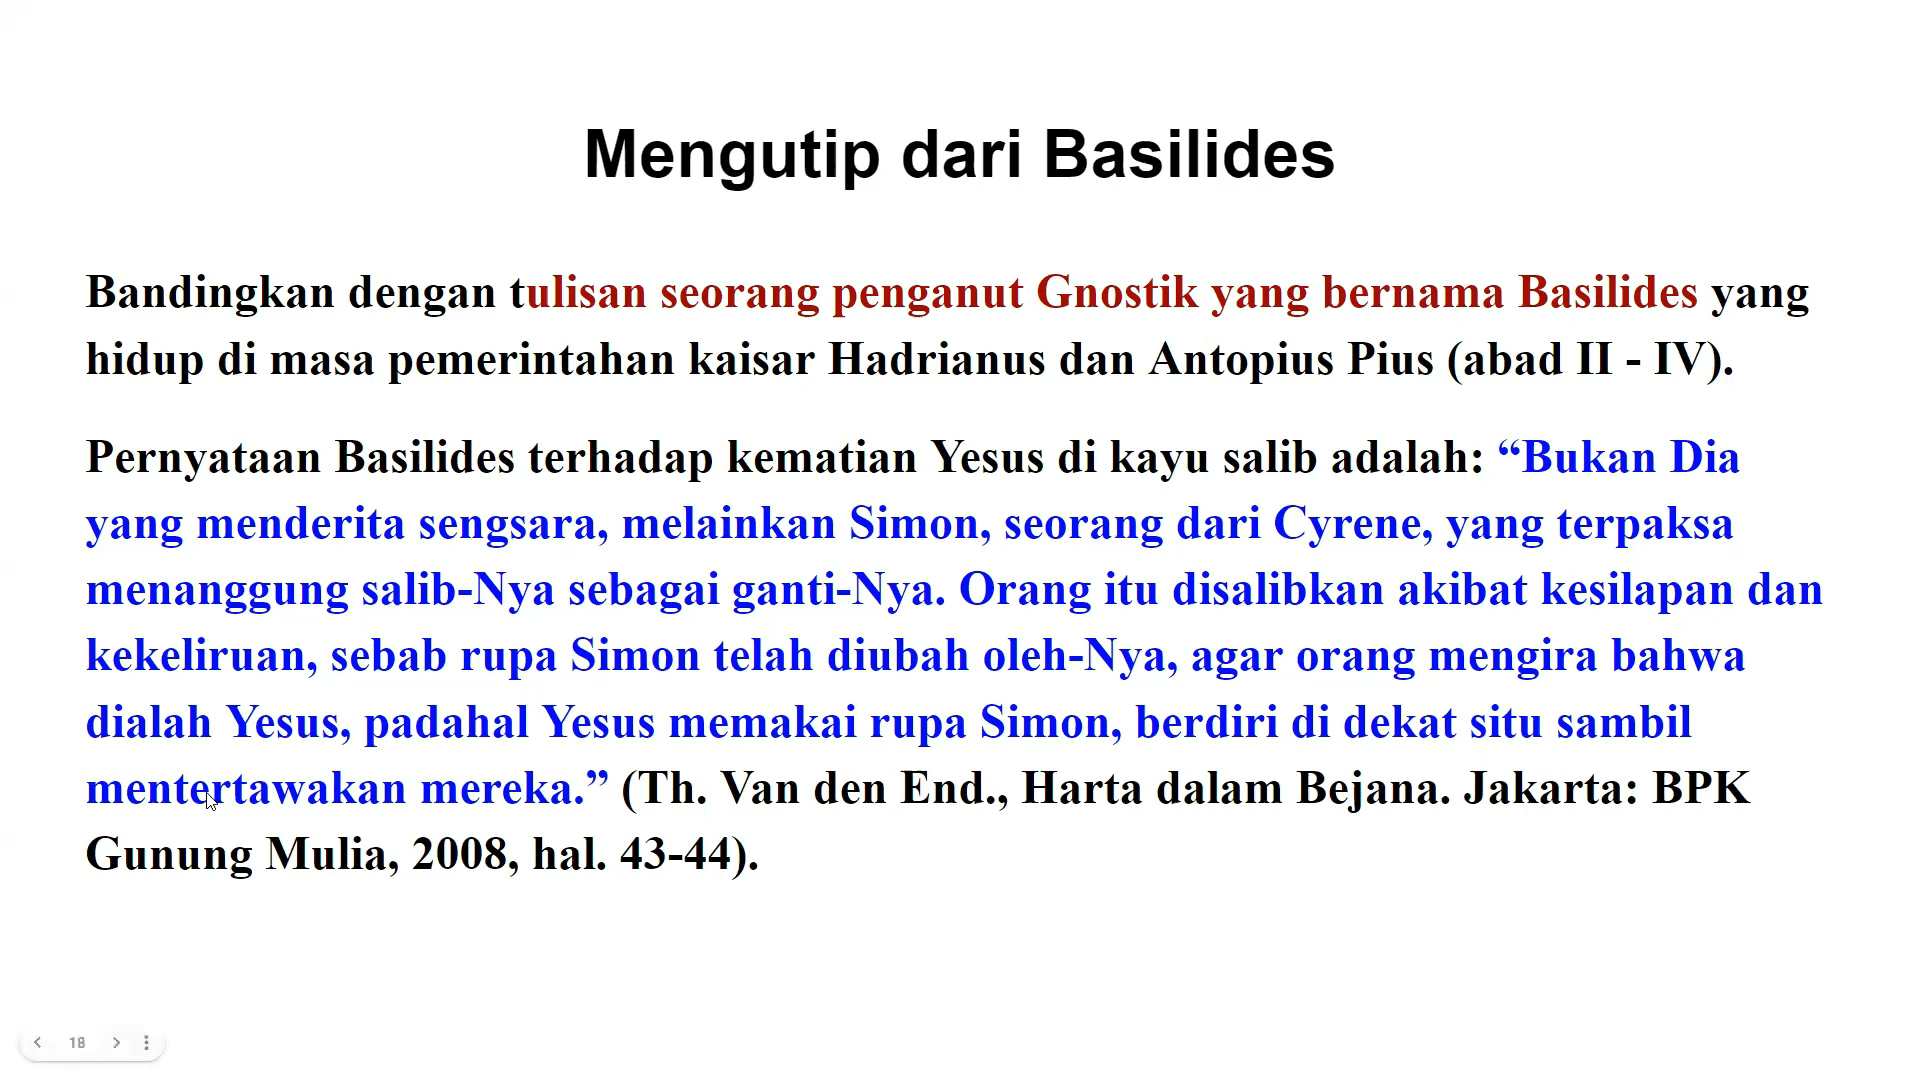 Mengutip dari Basilides
Bandingkan dengan tulisan seorang penganut Gnostik yang bernama Basilides yang
hidup di masa pemerintahan kaisar Hadrianus dan Antopius Pius (abad II - IV).
Pernyataan Basilides terhadap kematian Yesus di kayu salib adalah: “Bukan Dia
yang menderita sengsara, melainkan Simon, seorang dari Cyrene, yang terpaksa
menanggung salib-Nya sebagai ganti-Nya. Orang itu disalibkan akibat kesilapan dan
kekeliruan, sebab rupa Simon telah diubah oleh-Nya, agar orang mengira bahwa
dialah Yesus, padahal Yesus memakai rupa Simon, berdiri di dekat situ sambil
mentertawakan mereka.” (Th. Van den End., Harta dalam Bejana. Jakarta: BPK
Gunung Mulia, 2008, hal. 43-44).
18